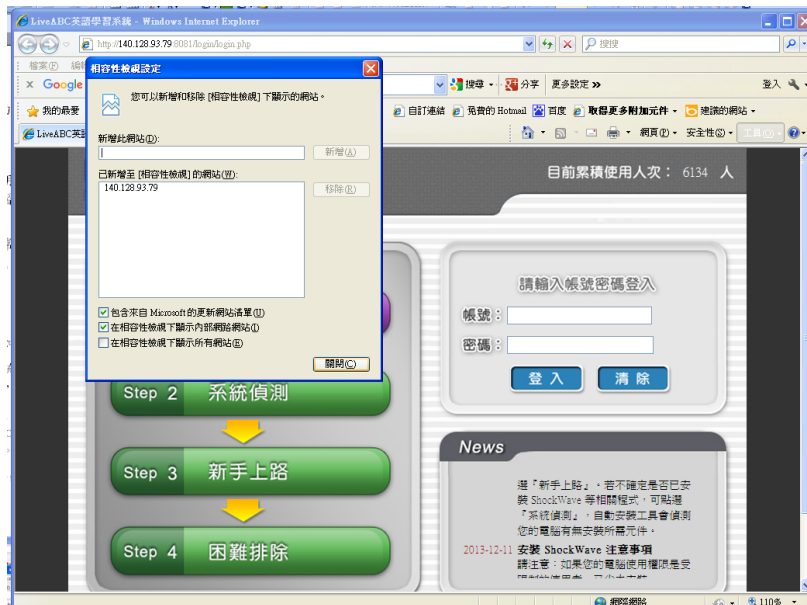 LiveABC英語學習系統 - Windows Internet Explorer
http://140.128.93.79:8081/login/login.php
搜搜
檔案(F)
Google
搜尋
分享
更多設定 »
登入
我的最愛
自訂連結
免費的 Hotmail
百度
取得更多附加元件
建議的網站
LiveABC英
網頁(P)
安全性(S)
工具(O)
相容性檢視設定
您可以新增和移除 [相容性檢視] 下顯示的網站。
新增此網站(D):
新增(A)
已新增至 [相容性檢視] 的網站(W):
140.128.93.79
移除(R)
包含來自 Microsoft 的更新網站清單(U)
在相容性檢視下顯示內部網路網站(I)
在相容性檢視下顯示所有網站(E)
關閉(C)
目前累積使用人次： 6134 人
請輸入帳號密碼登入
帳號：
密碼：
登入
清除
Step 2 系統偵測
Step 3 新手上路
Step 4 困難排除
News
選『新手上路』。若不確定是否已安
裝 ShockWave 等相關程式，可點選
『系統偵測』，自動安裝工具會偵測
您的電腦有無安裝所需元件。
2013-12-11 安裝 ShockWave 注意事項
請注意：如果您的電腦使用權限是受
網際網路
110%